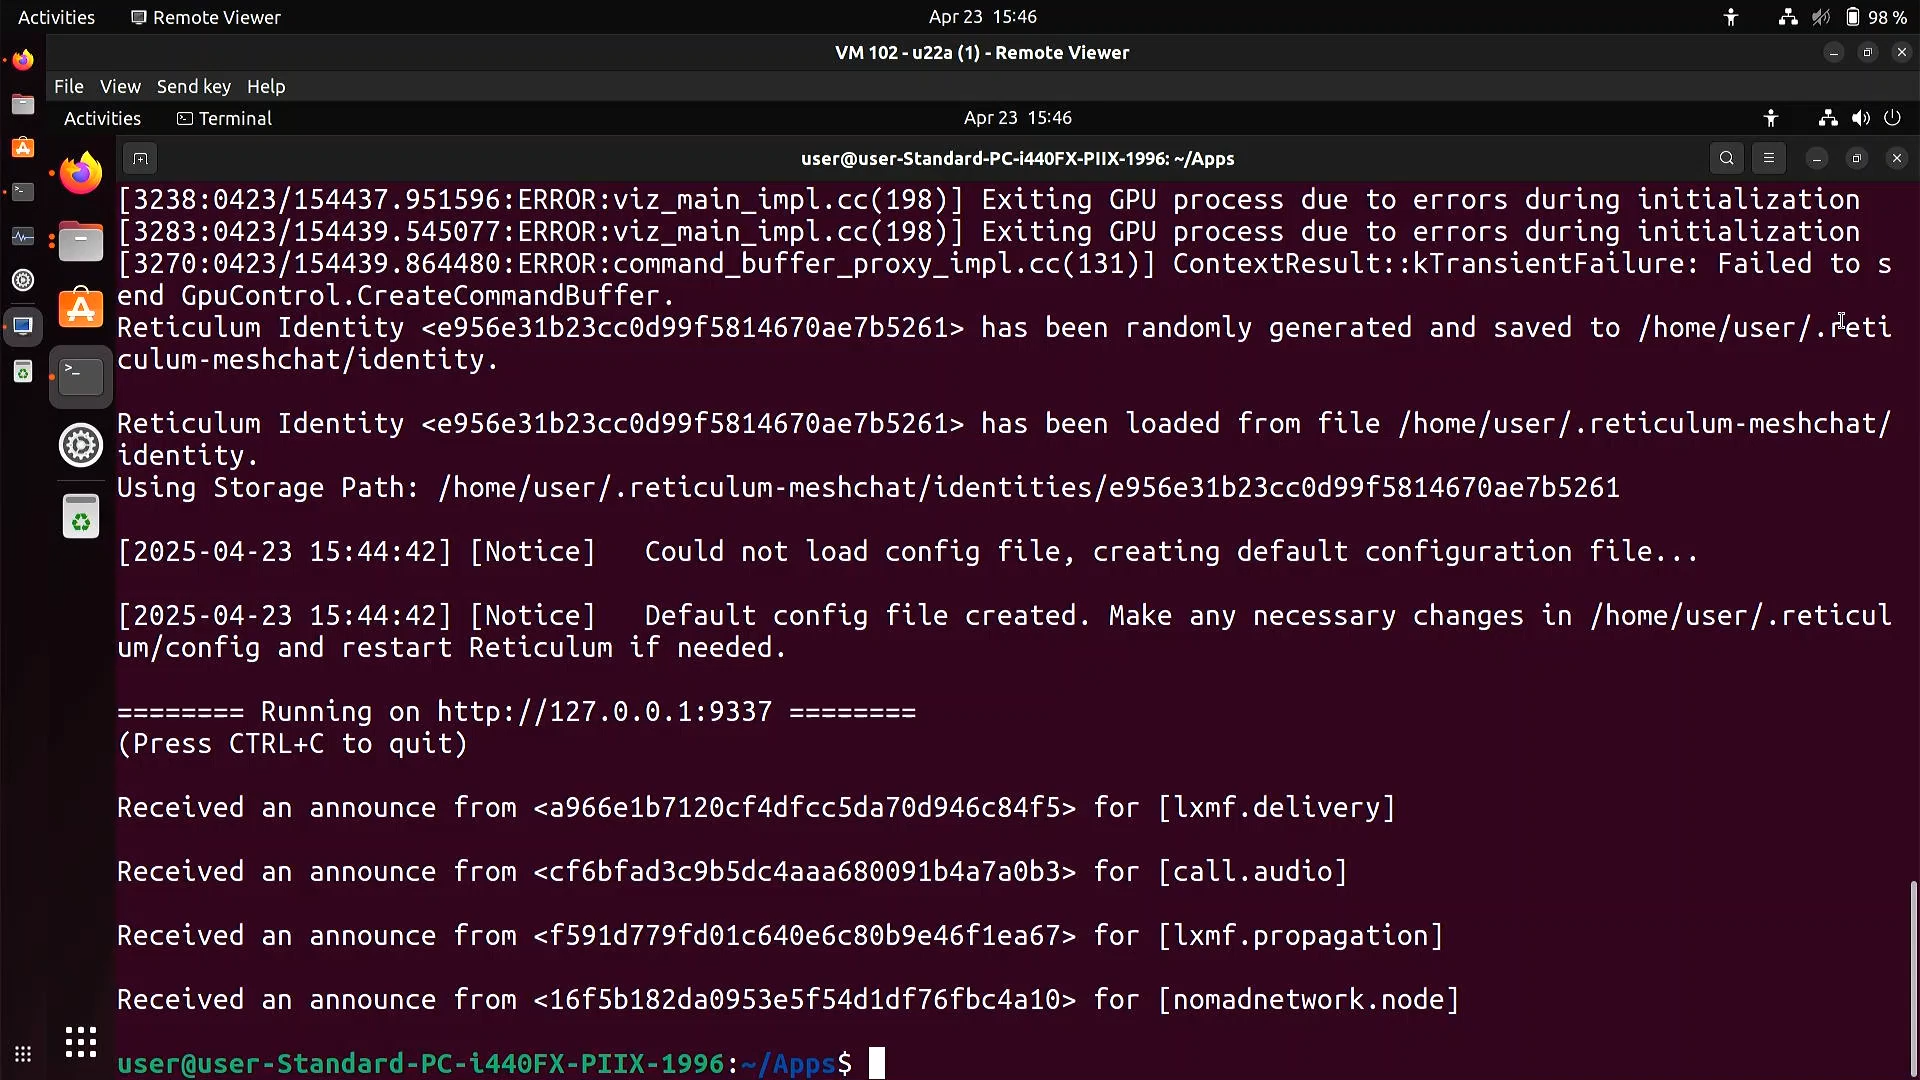 Activities Remote Viewer Apr 23 15:46 98 %
VM 102 - u22a (1) - Remote Viewer
File View Send key Help
Activities Terminal Apr 23 15:46
user@user-Standard-PC-i440FX-PIIX-1996: ~/Apps
[3238:0423/154437.951596:ERROR:viz_main_impl.cc(198)] Exiting GPU process due to errors during initialization
[3283:0423/154439.545077:ERROR:viz_main_impl.cc(198)] Exiting GPU process due to errors during initialization
[3270:0423/154439.864480:ERROR:command_buffer_proxy_impl.cc(131)] ContextResult::kTransientFailure: Failed to s
end GpuControl.CreateCommandBuffer.
Reticulum Identity <e956e31b23cc0d99f5814670ae7b5261> has been randomly generated and saved to /home/user/.reti
culum-meshchat/identity.
Reticulum Identity <e956e31b23cc0d99f5814670ae7b5261> has been loaded from file /home/user/.reticulum-meshchat/
identity.
Using Storage Path: /home/user/.reticulum-meshchat/identities/e956e31b23cc0d99f5814670ae7b5261
[2025-04-23 15:44:42] [Notice] Could not load config file, creating default configuration file...
[2025-04-23 15:44:42] [Notice] Default config file created. Make any necessary changes in /home/user/.reticul
um/config and restart Reticulum if needed.
======== Running on http://127.0.0.1:9337 ========
(Press CTRL+C to quit)
Received an announce from <a966e1b7120cf4dfcc5da70d946c84f5> for [lxmf.delivery]
Received an announce from <cf6bfad3c9b5dc4aaa680091b4a7a0b3> for [call.audio]
Received an announce from <f591d779fd01c640e6c80b9e46f1ea67> for [lxmf.propagation]
Received an announce from <16f5b182da0953e5f54d1df76fbc4a10> for [nomadnetwork.node]
user@user-Standard-PC-i440FX-PIIX-1996:~/Apps$